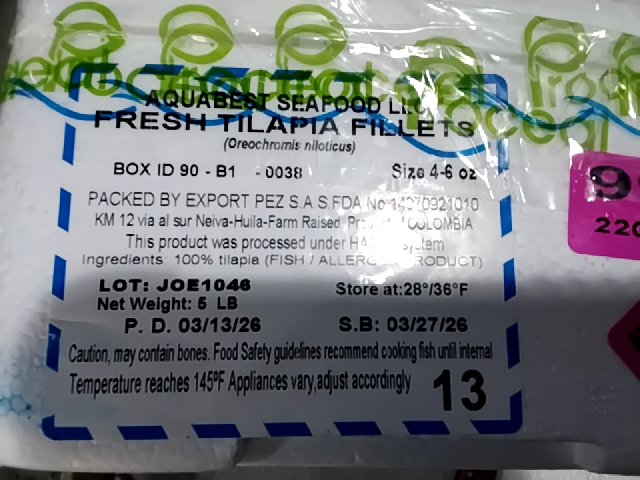 AQUABEST SEAFOOD LLC
FRESH TILAPIA FILLETS
(Oreochromis niloticus)
BOX ID 90 - B1 - 0038 Size 4-6 oz
PACKED BY EXPORT PEZ S.A.S.FDA No 14370921010
KM 12 via al sur Neiva-Huila-Farm Raised. / COLOMBIA
This product was processed under
Ingredients: 100% tilapia (FISH / PRODUCT)
LOT: JOE1046 Store at:28°/36°F
Net Weight: 5 LB
P. D. 03/13/26 S.B: 03/27/26
Caution, may contain bones. Food Safety guidelines recommend cooking fish until internal
Temperature reaches 145ºF Appliances vary,adjust accordingly
13